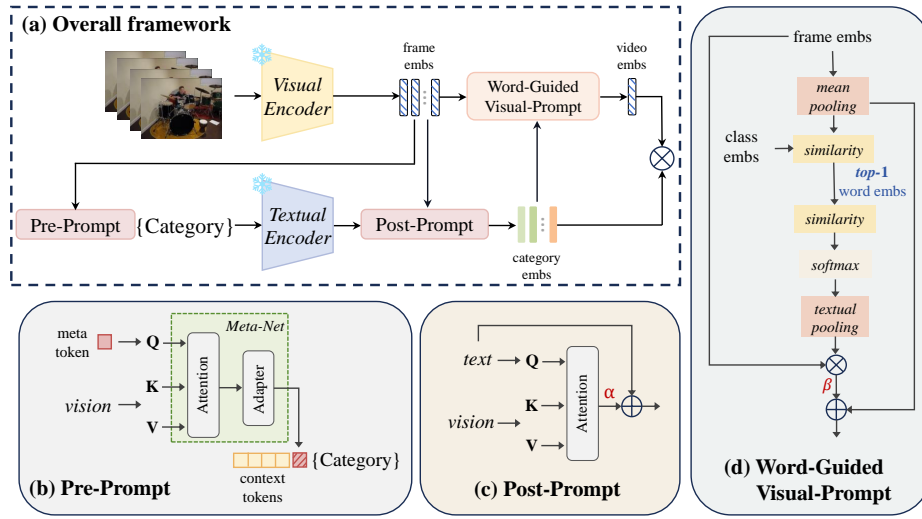 (a) Overall framework
Visual
Encoder
frame
embs
Word-Guided
Visual-Prompt
video
embs
Pre-Prompt
{Category}
Textual
Encoder
Post-Prompt
category
embs
Meta-Net
meta
token
Q
K
V
vision
Attention
Adapter
context
tokens
{Category}
(b) Pre-Prompt
text
vision
Q
K
V
Attention
α
(c) Post-Prompt
frame embs
mean
pooling
class
embs
similarity
top-1
word embs
similarity
softmax
textual
pooling
β
(d) Word-Guided
Visual-Prompt